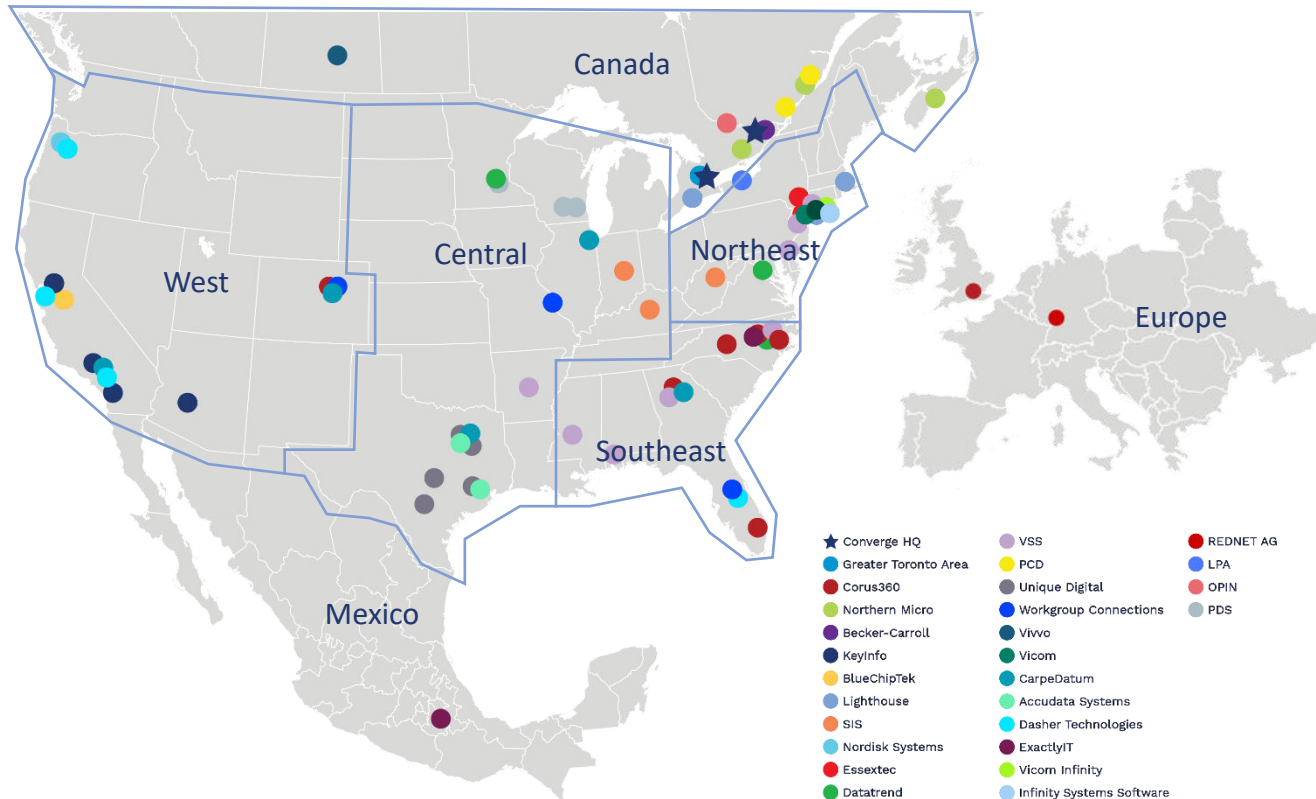 Canada
Northeast
Central
West
Europe
Southeast
Mexico
Converge HQ
Greater Toronto Area
Corus360
Northern Micro
Becker-Carroll
KeyInfo
BlueChipTek
Lighthouse
SIS
Nordisk Systems
Essextec
Datatrend
VSS
PCD
Unique Digital
Workgroup Connections
Vivvo
Vicom
CarpeDatum
Accudata Systems
Dasher Technologies
ExactlyIT
Vicom Infinity
Infinity Systems Software
REDNET AG
LPA
OPIN
PDS